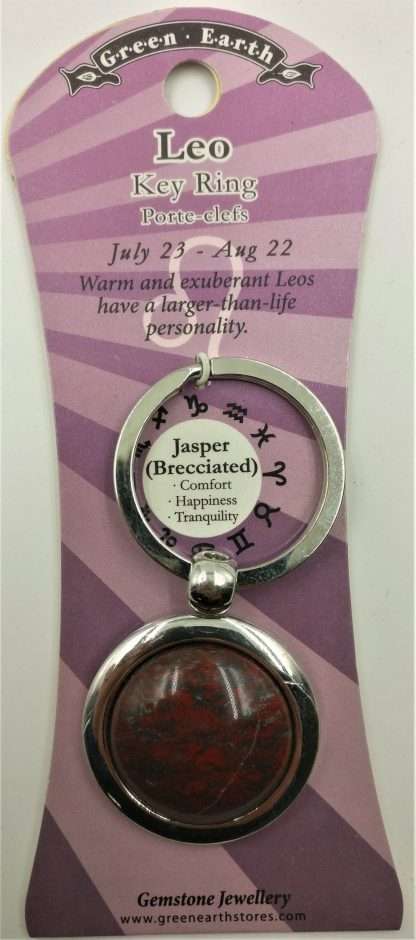 Green · Earth
Leo
Key Ring
Porte-clefs
July 23 - Aug 22
Warm and exuberant Leos
have a larger-than-life
personality.
Jasper
(Brecciated)
· Comfort
· Happiness
· Tranquility
Gemstone Jewellery
www.greenearthstores.com